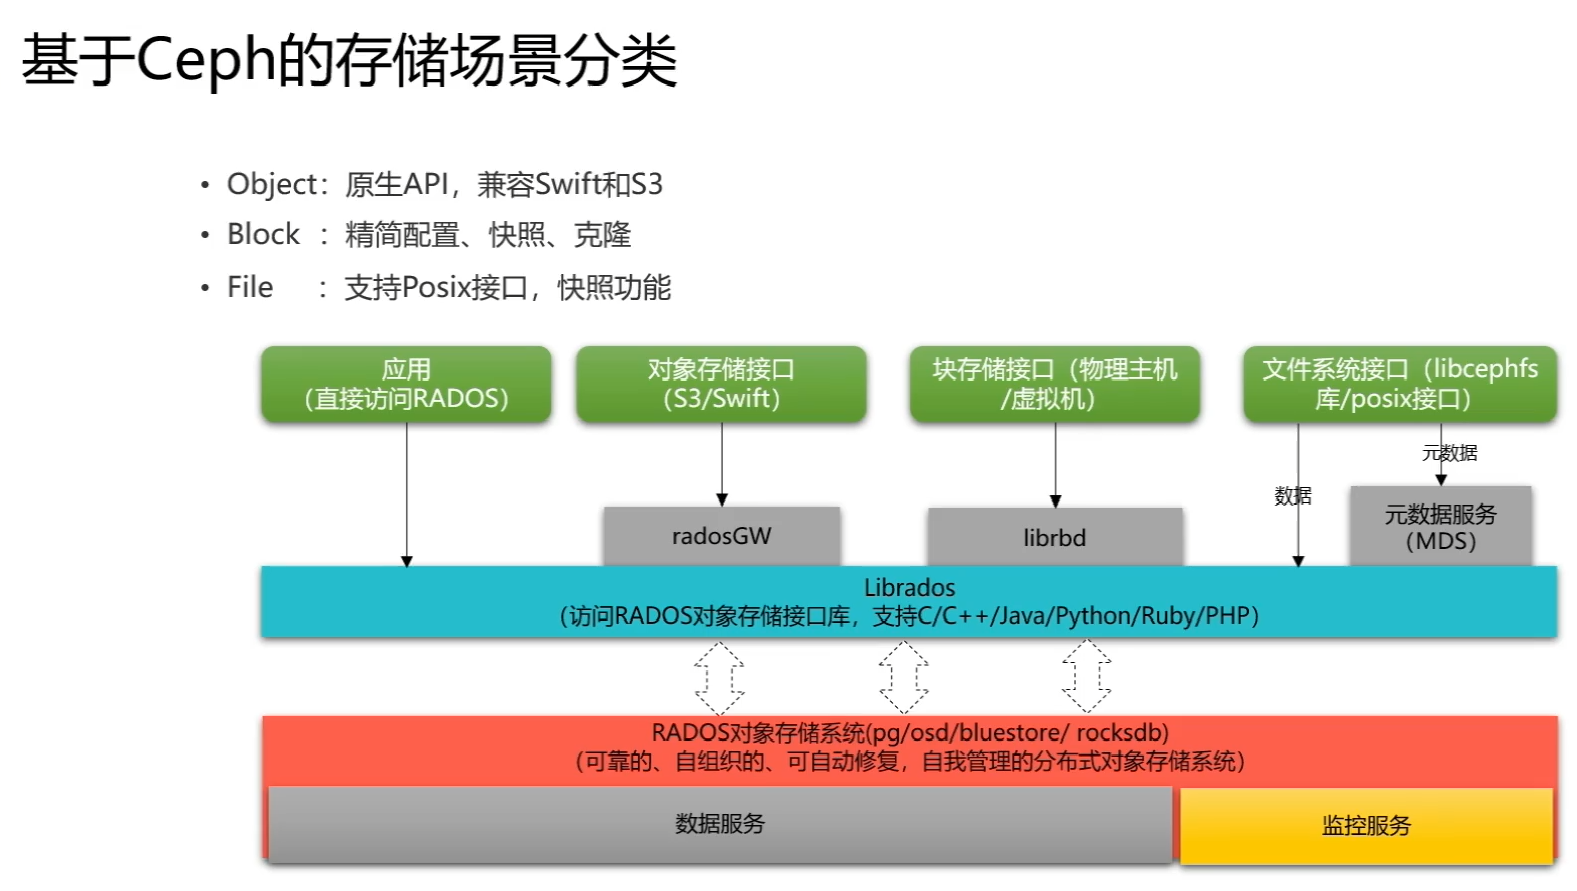 基于Ceph的存储场景分类
• Object：原生API，兼容Swift和S3
• Block ：精简配置、快照、克隆
• File ：支持Posix接口，快照功能
应用
（直接访问RADOS）
对象存储接口
（S3/Swift）
块存储接口（物理主机
/虚拟机）
文件系统接口（libcephfs
库/posix接口）
元数据
数据
radosGW
librbd
元数据服务
（MDS）
Librados
（访问RADOS对象存储接口库，支持C/C++/Java/Python/Ruby/PHP）
RADOS对象存储系统(pg/osd/bluestore/ rocksdb)
（可靠的、自组织的、可自动修复，自我管理的分布式对象存储系统）
数据服务
监控服务